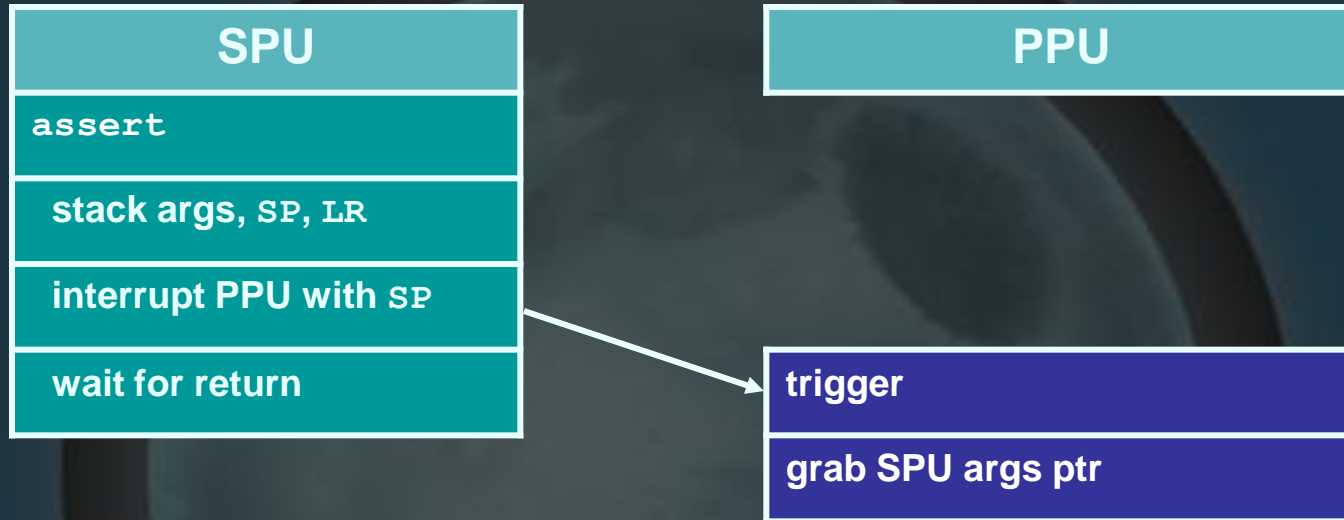 SPU
assert
stack args, SP, LR
interrupt PPU with SP
wait for return
PPU
trigger
grab SPU args ptr